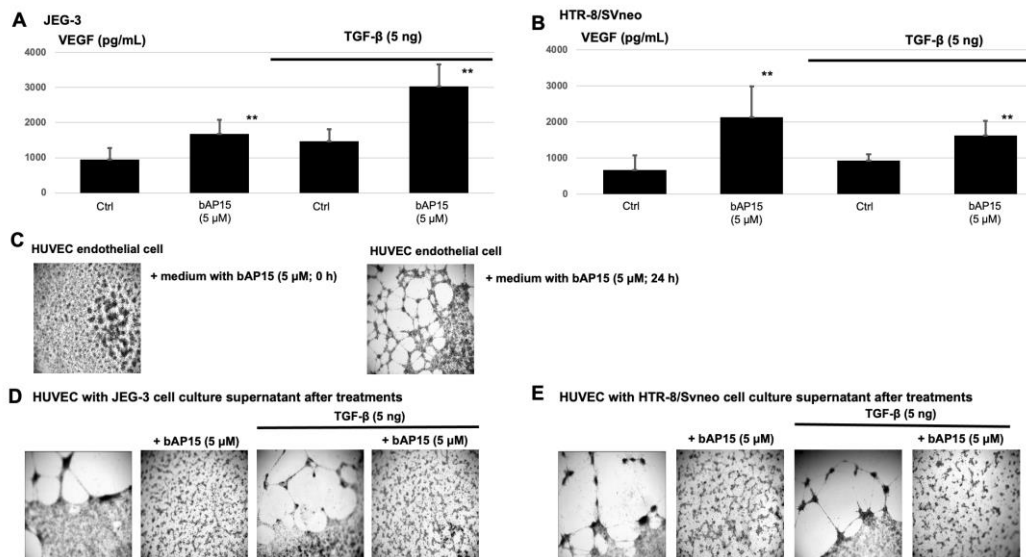 A JEG-3
VEGF (pg/mL)
TGF-β (5 ng)
4000
3000
2000
1000
0
**
**
Ctrl
bAP15
(5 µM)
Ctrl
bAP15
(5 µM)
B HTR-8/SVneo
VEGF (pg/mL)
TGF-β (5 ng)
4000
3000
2000
1000
0
**
**
Ctrl
bAP15
(5 µM)
Ctrl
bAP15
(5 µM)
C
HUVEC endothelial cell
+ medium with bAP15 (5 µM; 0 h)
HUVEC endothelial cell
+ medium with bAP15 (5 µM; 24 h)
D HUVEC with JEG-3 cell culture supernatant after treatments
TGF-β (5 ng)
+ bAP15 (5 µM)
+ bAP15 (5 µM)
E HUVEC with HTR-8/Svneo cell culture supernatant after treatments
TGF-β (5 ng)
+ bAP15 (5 µM)
+ bAP15 (5 µM)